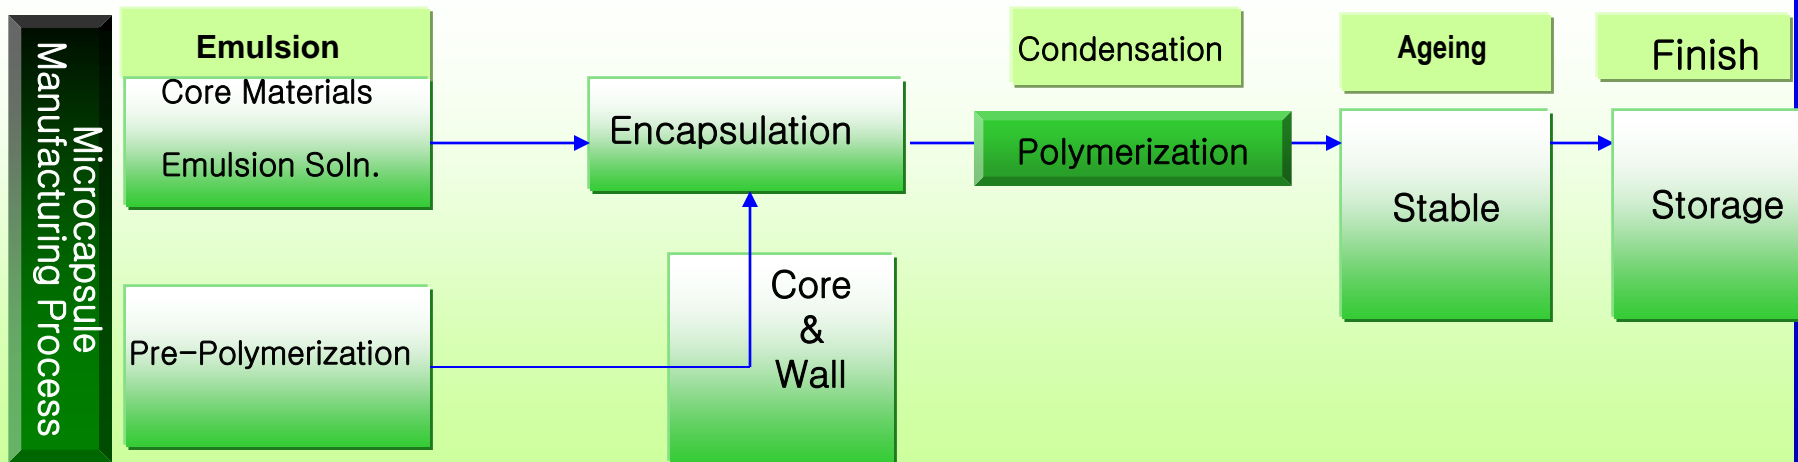 Microcapsule
Manufacturing Process
Emulsion
Core Materials
Emulsion Soln.
Pre-Polymerization
Encapsulation
Core
&
Wall
Condensation
Polymerization
Ageing
Stable
Finish
Storage